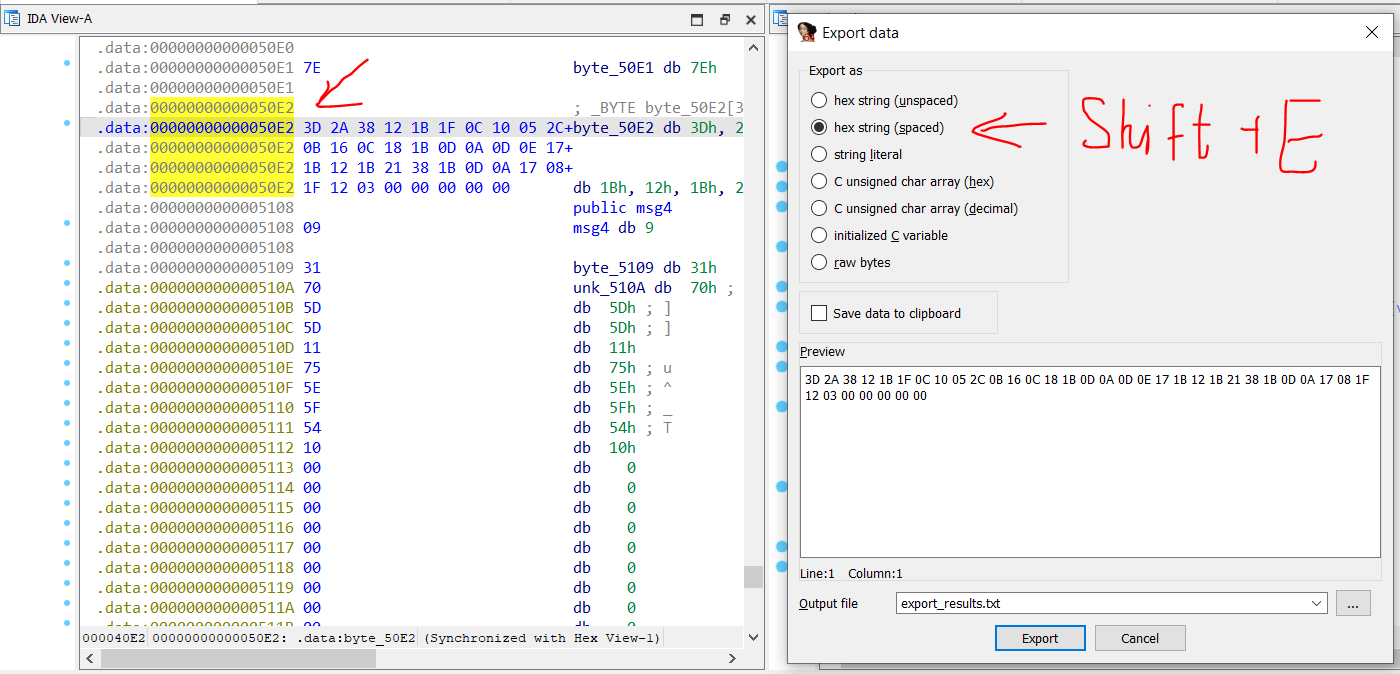 IDA View-A
.data:00000000000050E0
.data:00000000000050E1 7E byte_50E1 db 7Eh
.data:00000000000050E1
.data:00000000000050E2 ; _BYTE byte_50E2[3
.data:00000000000050E2 3D 2A 38 12 1B 1F 0C 10 05 2C+byte_50E2 db 3Dh, 2
.data:00000000000050E2 0B 16 0C 18 1B 0D 0A 0D 0E 17+
.data:00000000000050E2 1B 12 1B 21 38 1B 0D 0A 17 08+
.data:00000000000050E2 1F 12 03 00 00 00 00 00 db 1Bh, 12h, 1Bh, 2
.data:0000000000005108 public msg4
.data:0000000000005108 09 msg4 db 9
.data:0000000000005108
.data:0000000000005109 31 byte_5109 db 31h
.data:000000000000510A 70 unk_510A db 70h ;
.data:000000000000510B 5D db 5Dh ; ]
.data:000000000000510C 5D db 5Dh ; ]
.data:000000000000510D 11 db 11h
.data:000000000000510E 75 db 75h ; u
.data:000000000000510F 5E db 5Eh ; ^
.data:0000000000005110 5F db 5Fh ; _
.data:0000000000005111 54 db 54h ; T
.data:0000000000005112 10 db 10h
.data:0000000000005113 00 db 0
.data:0000000000005114 00 db 0
.data:0000000000005115 00 db 0
.data:0000000000005116 00 db 0
.data:0000000000005117 00 db 0
.data:0000000000005118 00 db 0
.data:0000000000005119 00 db 0
.data:000000000000511A 00 db 0
000040E2 00000000000050E2: .data:byte_50E2 (Synchronized with Hex View-1)
Export data
Export as
hex string (unspaced)
hex string (spaced)
Shift + E
string literal
C unsigned char array (hex)
C unsigned char array (decimal)
initialized C variable
raw bytes
Save data to clipboard
Preview
3D 2A 38 12 1B 1F 0C 10 05 2C 0B 16 0C 18 1B 0D 0A 0D 0E 17 1B 12 1B 21 38 1B 0D 0A 17 08 1F
12 03 00 00 00 00 00
Line:1 Column:1
Output file export_results.txt ...
Export Cancel